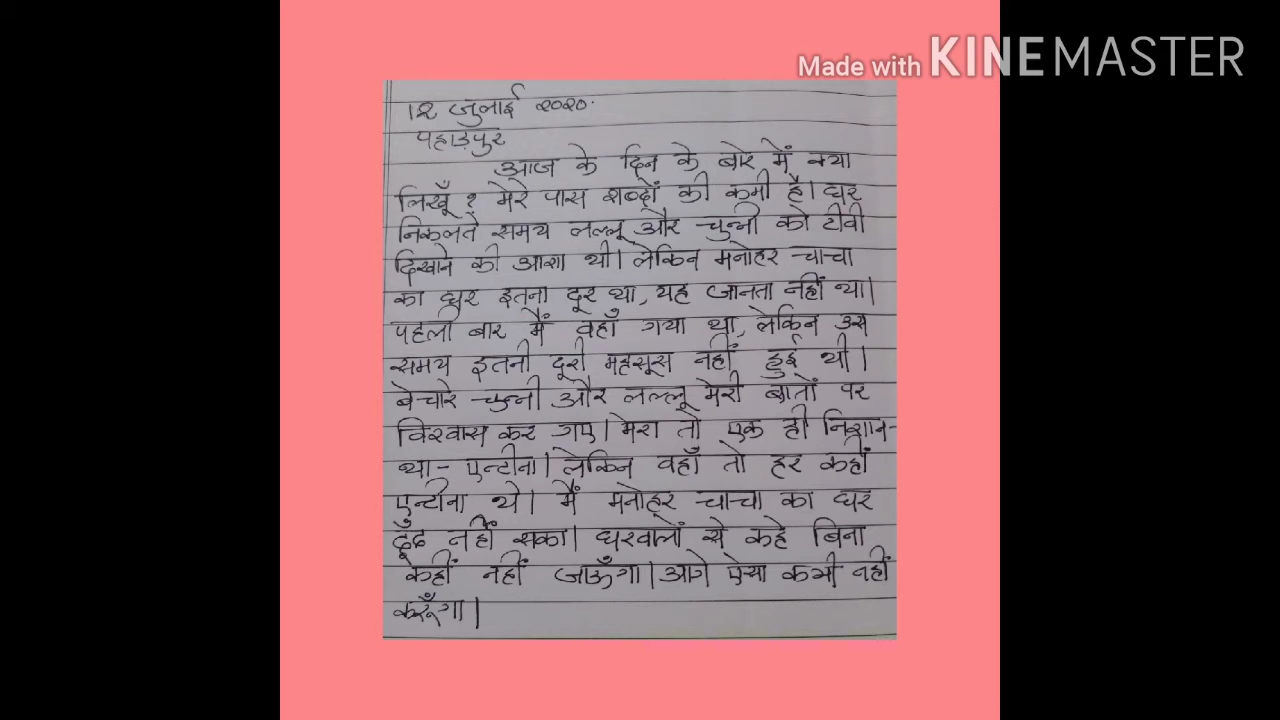 Made with KINEMASTER
12 जुलाई २०२०.
पहाड़पुर
आज के दिन के बारे में क्या
लिखूँ ? मेरे पास शब्दों की कमी है। घर
निकलते समय लल्लू और चुन्नी को टीवी
दिखाने की आशा थी। लेकिन मनोहर चाचा
का घर इतना दूर था, यह जानता नहीं था।
पहली बार मैं वहाँ गया था, लेकिन उस
समय इतनी दूरी महसूस नहीं हुई थी।
बेचारे चुन्नी और लल्लू मेरी बातों पर
विश्वास कर गए। मेरा तो एक ही निशान-
था- एन्टीना। लेकिन वहाँ तो हर कहीं
एन्टीना थे। मैं मनोहर चाचा का घर
ढूँढ नहीं सका। घरवालों से कहे बिना
कहीं नहीं जाऊँगा। आगे ऐसा कभी नहीं
करूँगा।